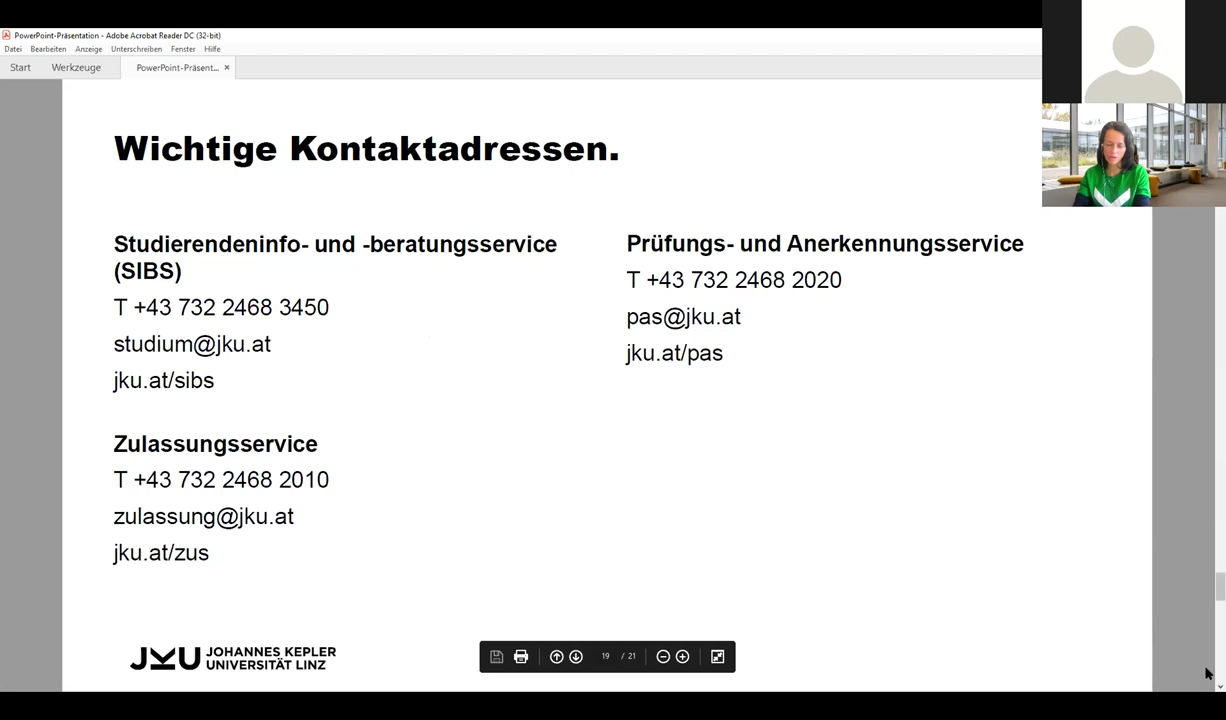 PowerPoint-Präsentation - Adobe Acrobat Reader DC (32-bit)
Datei Bearbeiten Anzeige Unterschreiben Fenster Hilfe
Start Werkzeuge PowerPoint-Präsent... ×
Wichtige Kontaktadressen.
Studierendeninfo- und -beratungsservice
(SIBS)
T +43 732 2468 3450
studium@jku.at
jku.at/sibs
Zulassungsservice
T +43 732 2468 2010
zulassung@jku.at
jku.at/zus
Prüfungs- und Anerkennungsservice
T +43 732 2468 2020
pas@jku.at
jku.at/pas
JKU JOHANNES KEPLER
UNIVERSITÄT LINZ
19 / 21